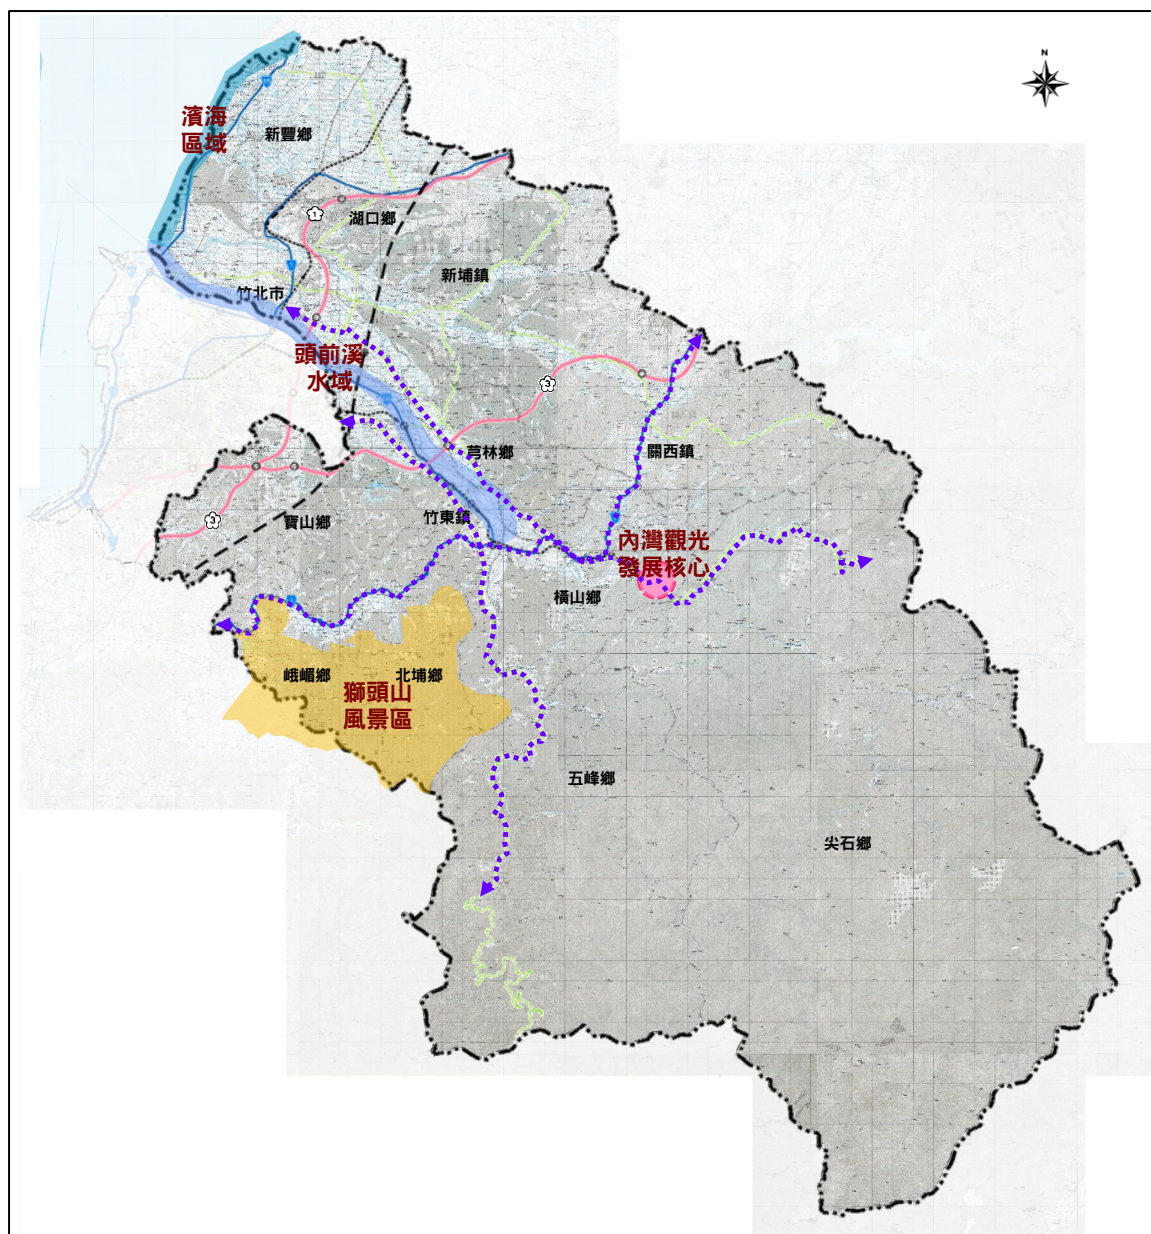 N
濱海
區域
新豐鄉
1
湖口鄉
新埔鎮
竹北市
頭前溪
水域
3
芎林鄉
關西鎮
3
寶山鄉
竹東鎮
內灣觀光
發展核心
橫山鄉
峨嵋鄉
北埔鄉
獅頭山
風景區
五峰鄉
尖石鄉